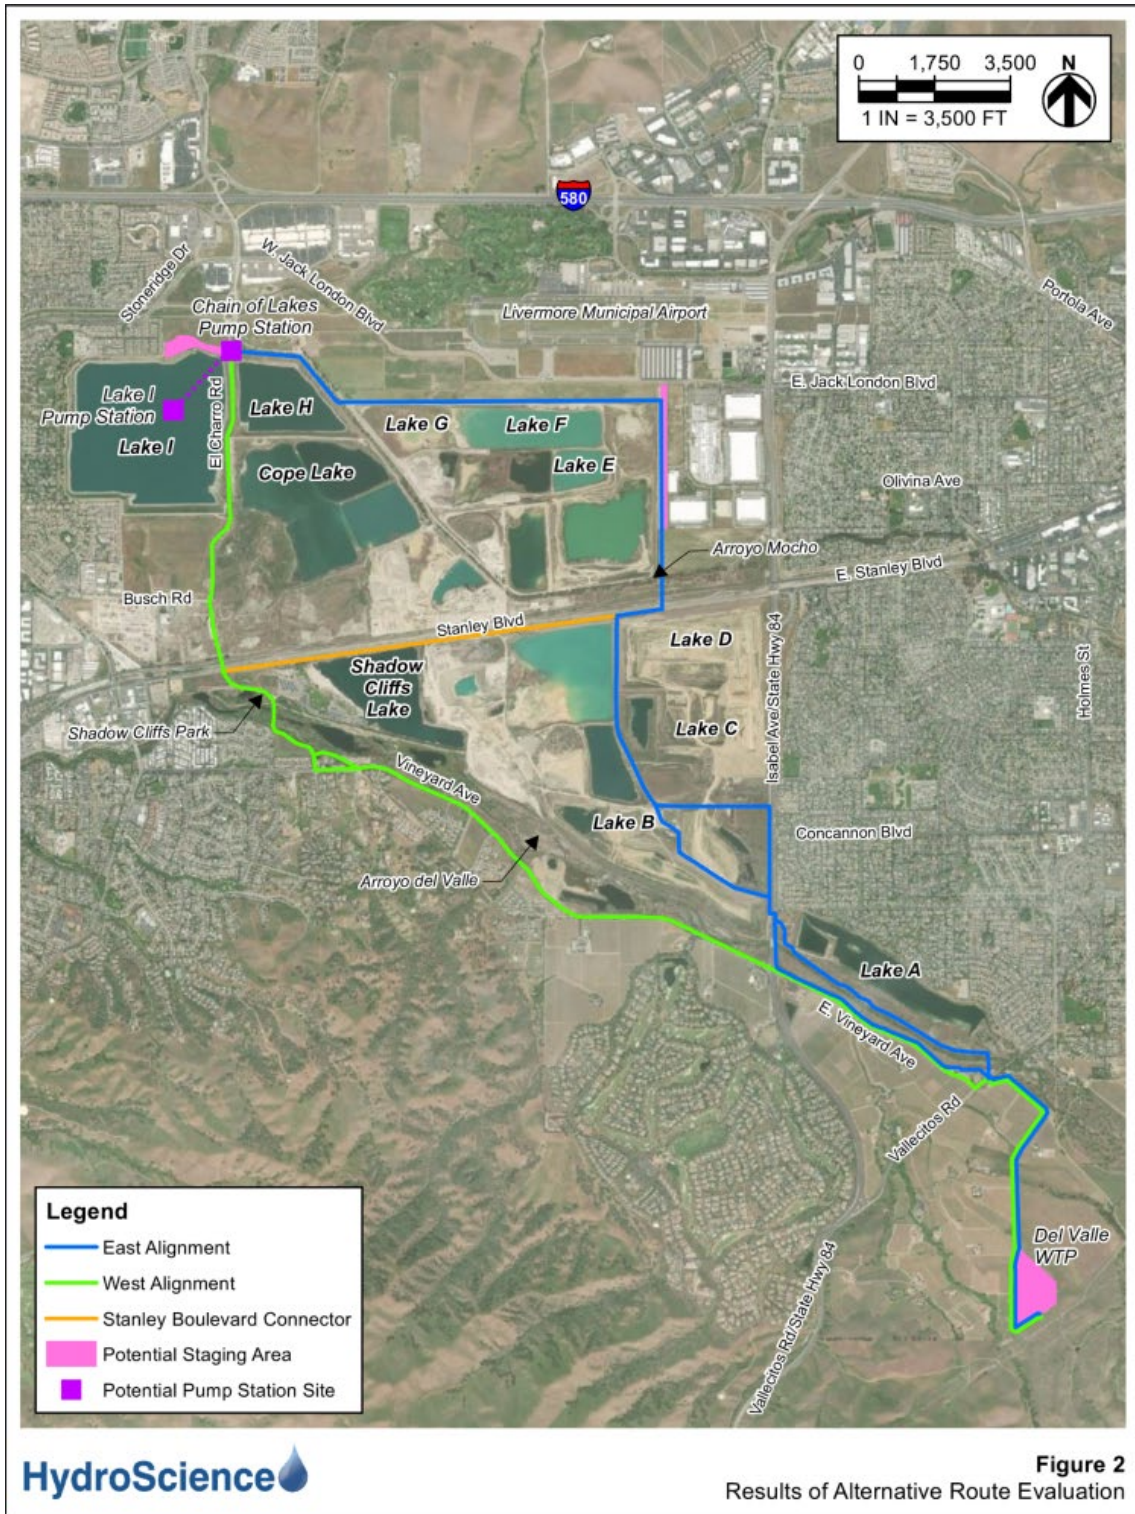 0 1,750 3,500 N
1 IN = 3,500 FT
580
Stoneridge Dr
W. Jack London Blvd
Portola Ave
Chain of Lakes
Pump Station
Livermore Municipal Airport
E. Jack London Blvd
Lake I
Pump Station
Lake I
El Charro Rd
Lake H
Lake G
Lake F
Lake E
Cope Lake
Olivina Ave
Arroyo Mocho
E. Stanley Blvd
Busch Rd
Stanley Blvd
Lake D
Shadow
Cliffs
Lake
Isabel Ave/State Hwy 84
Holmes St
Shadow Cliffs Park
Lake C
Vineyard Ave
Lake B
Concannon Blvd
Arroyo del Valle
Lake A
E. Vineyard Ave
Vallecitos Rd
Del Valle
WTP
Vallecitos Rd/State Hwy 84
Legend
East Alignment
West Alignment
Stanley Boulevard Connector
Potential Staging Area
Potential Pump Station Site
HydroScience
Figure 2
Results of Alternative Route Evaluation